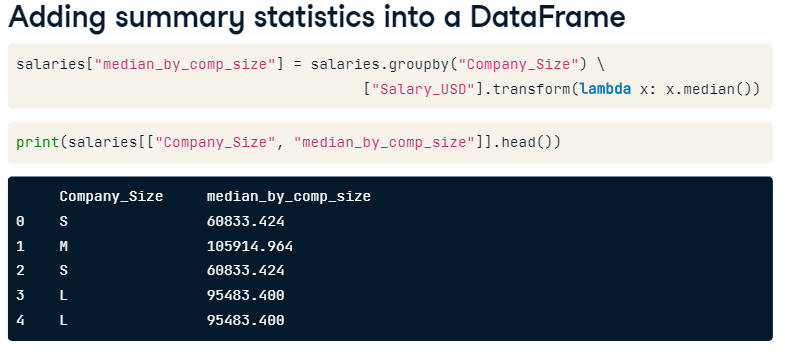 Adding summary statistics into a DataFrame
salaries["median_by_comp_size"] = salaries.groupby("Company_Size") \
["Salary_USD"].transform(lambda x: x.median())
print(salaries[["Company_Size", "median_by_comp_size"]].head())
Company_Size median_by_comp_size
0 S 60833.424
1 M 105914.964
2 S 60833.424
3 L 95483.400
4 L 95483.400